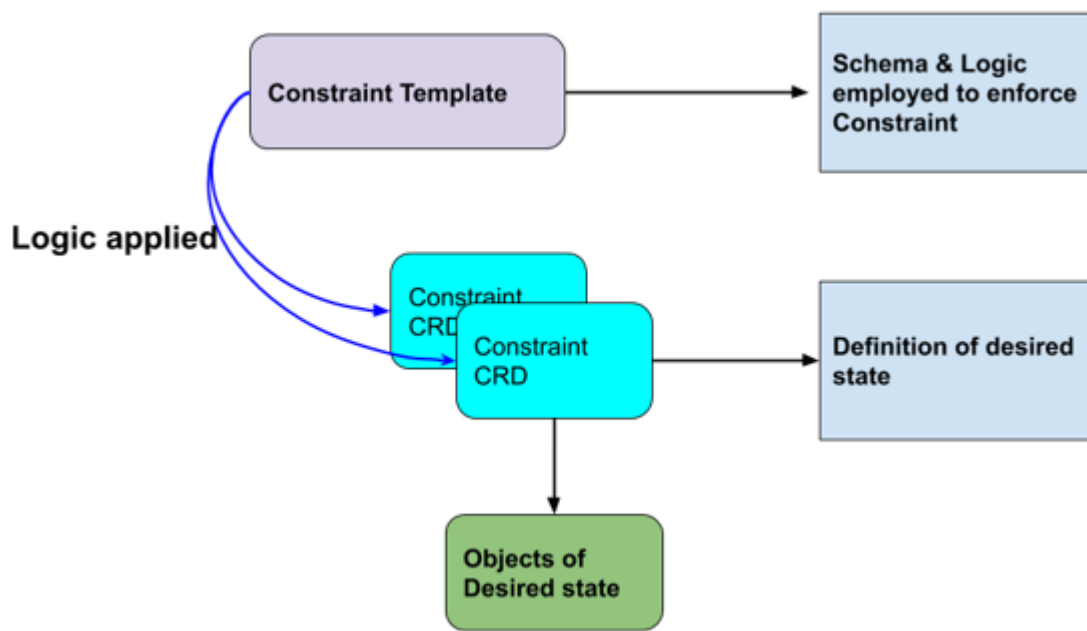 Constraint Template
Schema & Logic
employed to enforce
Constraint
Logic applied
Constraint
CRD
Constraint
CRD
Definition of desired
state
Objects of
Desired state